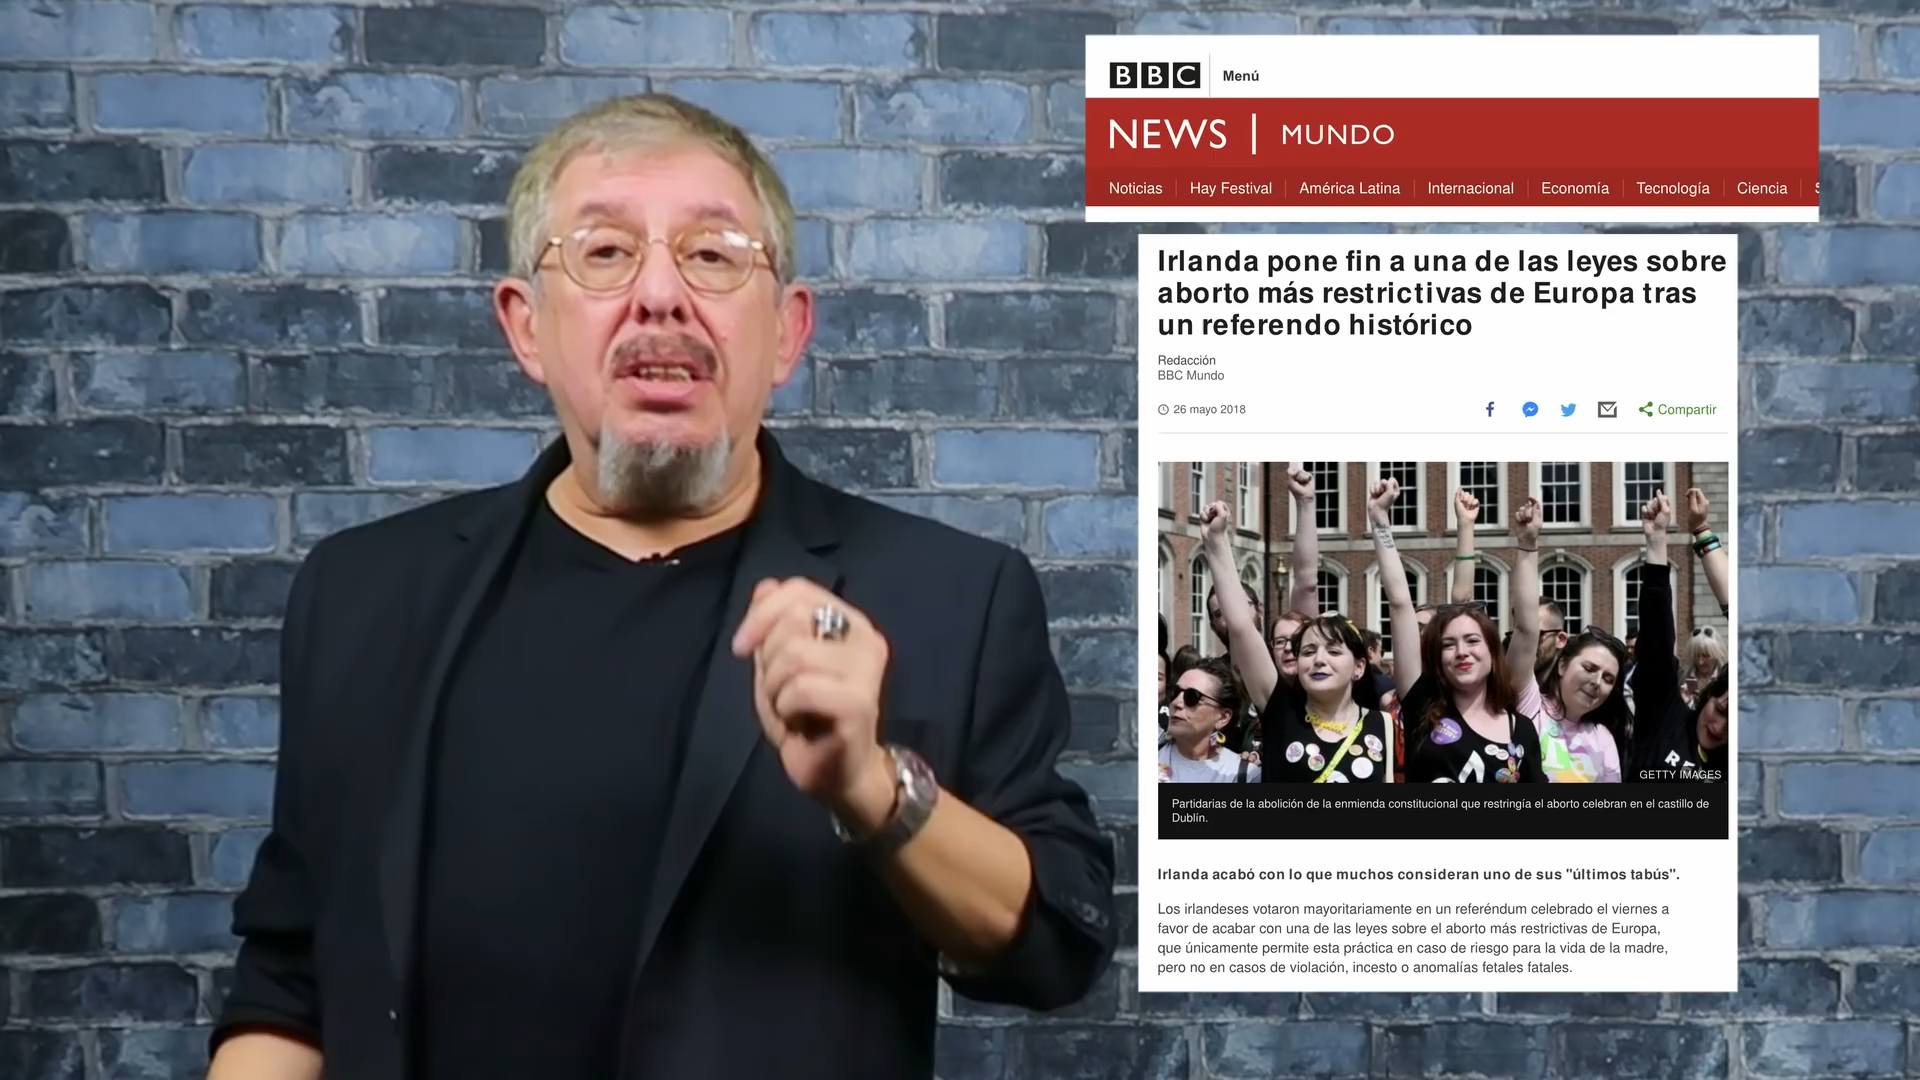 BBC Menú
NEWS | MUNDO
Noticias Hay Festival América Latina Internacional Economía Tecnología Ciencia
Irlanda pone fin a una de las leyes sobre
aborto más restrictivas de Europa tras
un referendo histórico
Redacción
BBC Mundo
26 mayo 2018
Compartir
GETTY IMAGES
Partidarias de la abolición de la enmienda constitucional que restringía el aborto celebran en el castillo de
Dublín.
Irlanda acabó con lo que muchos consideran uno de sus "últimos tabús".
Los irlandeses votaron mayoritariamente en un referéndum celebrado el viernes a
favor de acabar con una de las leyes sobre el aborto más restrictivas de Europa,
que únicamente permite esta práctica en caso de riesgo para la vida de la madre,
pero no en casos de violación, incesto o anomalías fetales fatales.